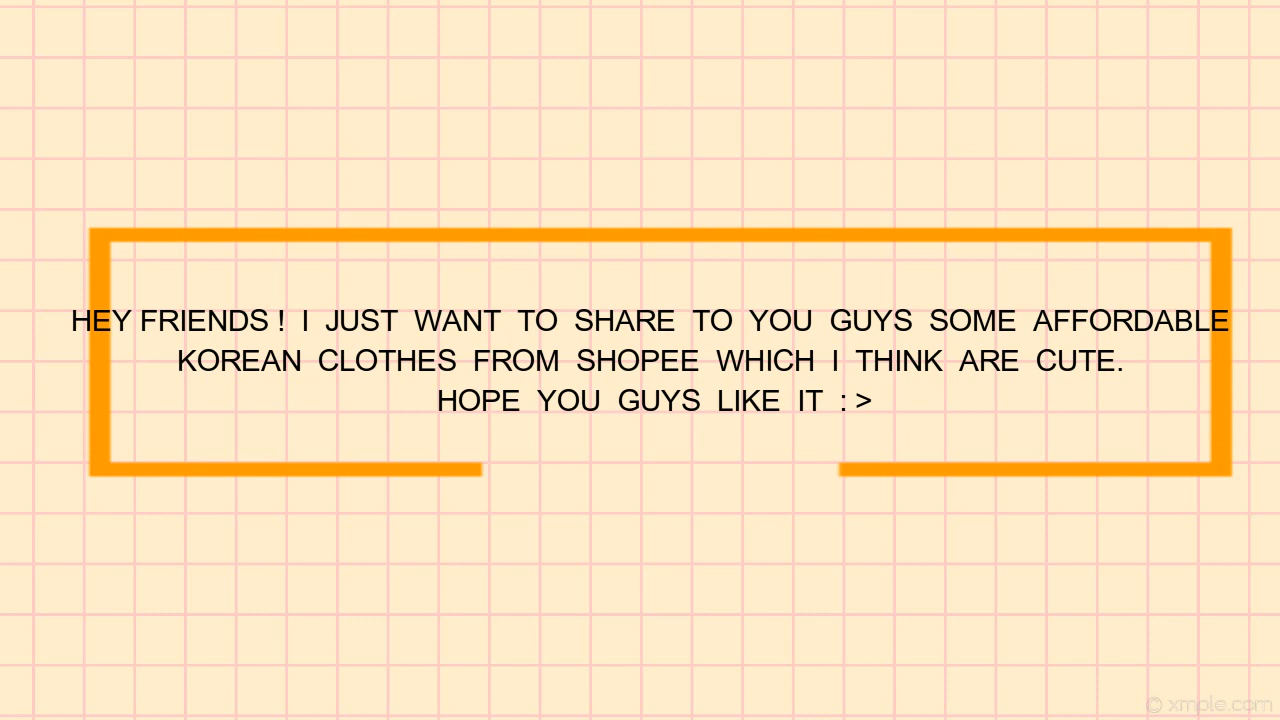 HEY FRIENDS ! I JUST WANT TO SHARE TO YOU GUYS SOME AFFORDABLE
KOREAN CLOTHES FROM SHOPEE WHICH I THINK ARE CUTE.
HOPE YOU GUYS LIKE IT : >
© xmple.com